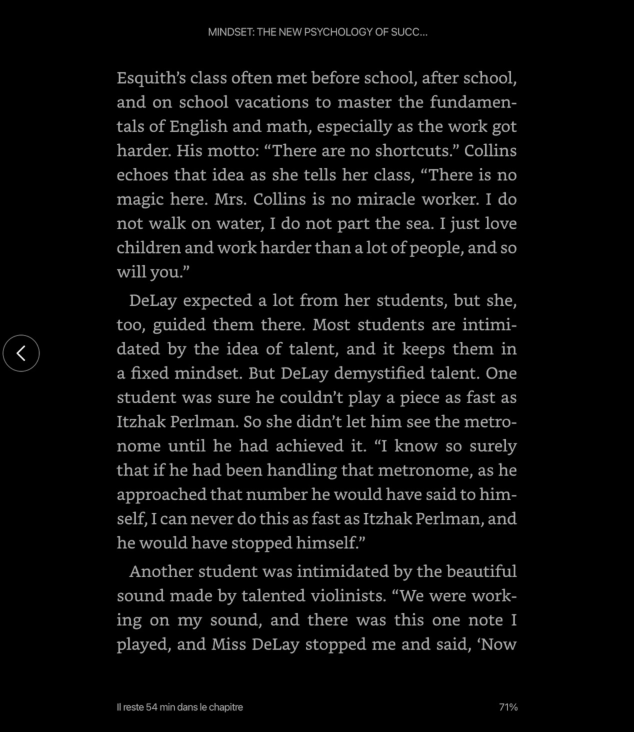 MINDSET: THE NEW PSYCHOLOGY OF SUCC...
Esquith's class often met before school, after school,
and on school vacations to master the fundamen-
tals of English and math, especially as the work got
harder. His motto: “There are no shortcuts.” Collins
echoes that idea as she tells her class, “There is no
magic here. Mrs. Collins is no miracle worker. I do
not walk on water, I do not part the sea. I just love
children and work harder than a lot of people, and so
will you.”
DeLay expected a lot from her students, but she,
too, guided them there. Most students are intimi-
dated by the idea of talent, and it keeps them in
a fixed mindset. But DeLay demystified talent. One
student was sure he couldn't play a piece as fast as
Itzhak Perlman. So she didn't let him see the metro-
nome until he had achieved it. “I know so surely
that if he had been handling that metronome, as he
approached that number he would have said to him-
self, I can never do this as fast as Itzhak Perlman, and
he would have stopped himself.”
Another student was intimidated by the beautiful
sound made by talented violinists. “We were work-
ing on my sound, and there was this one note I
played, and Miss DeLay stopped me and said, ‘Now
Il reste 54 min dans le chapitre
71%